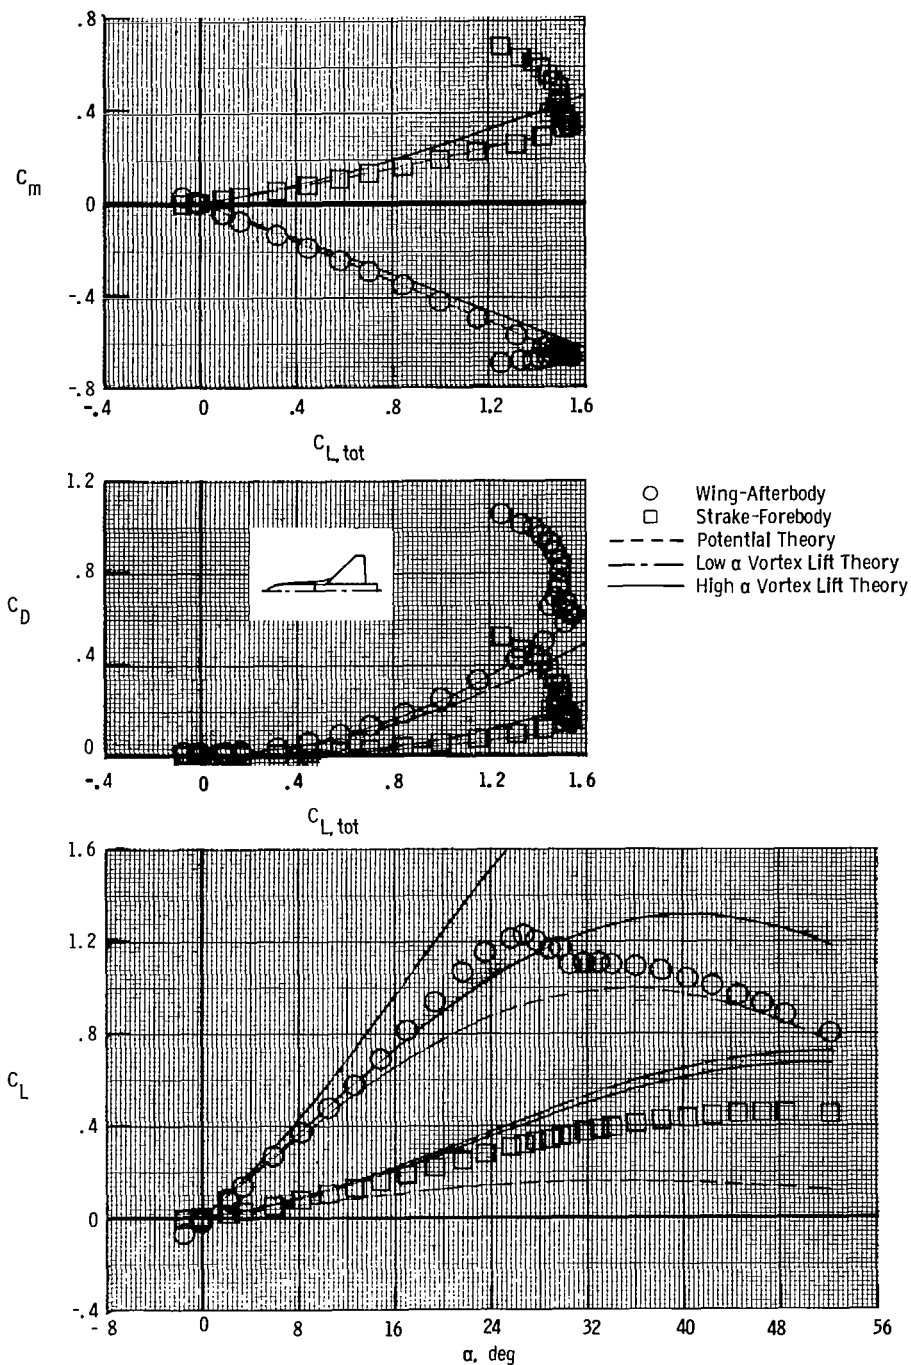 .8
.4
C_m
0
-.4
-.8
-.4 0 .4 .8 1.2 1.6
C_L, tot
1.2
.8
C_D
.4
0
-.4 0 .4 .8 1.2 1.6
C_L, tot
Wing-Afterbody
Strake-Forebody
Potential Theory
Low α Vortex Lift Theory
High α Vortex Lift Theory
1.6
1.2
.8
C_L
.4
0
-.4
-8 0 8 16 24 32 40 48 56
α, deg